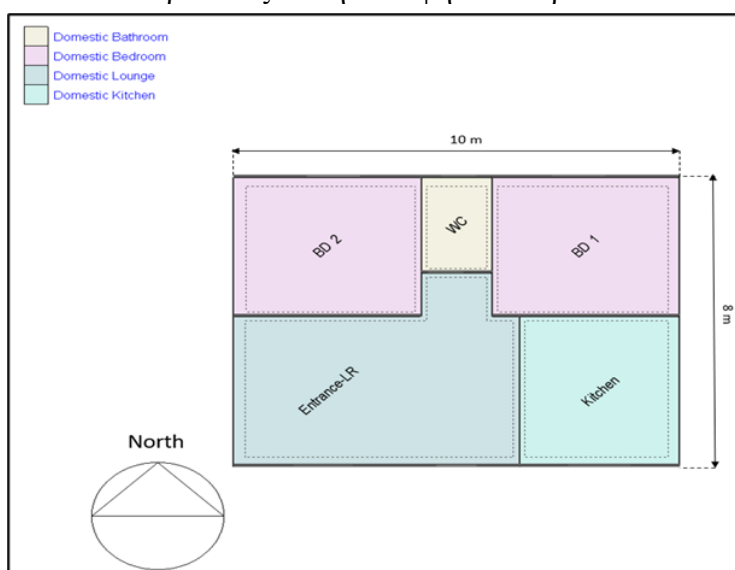 Domestic Bathroom
Domestic Bedroom
Domestic Lounge
Domestic Kitchen
10 m
BD 2
WC
BD 1
8 m
Entrance-LR
Kitchen
North